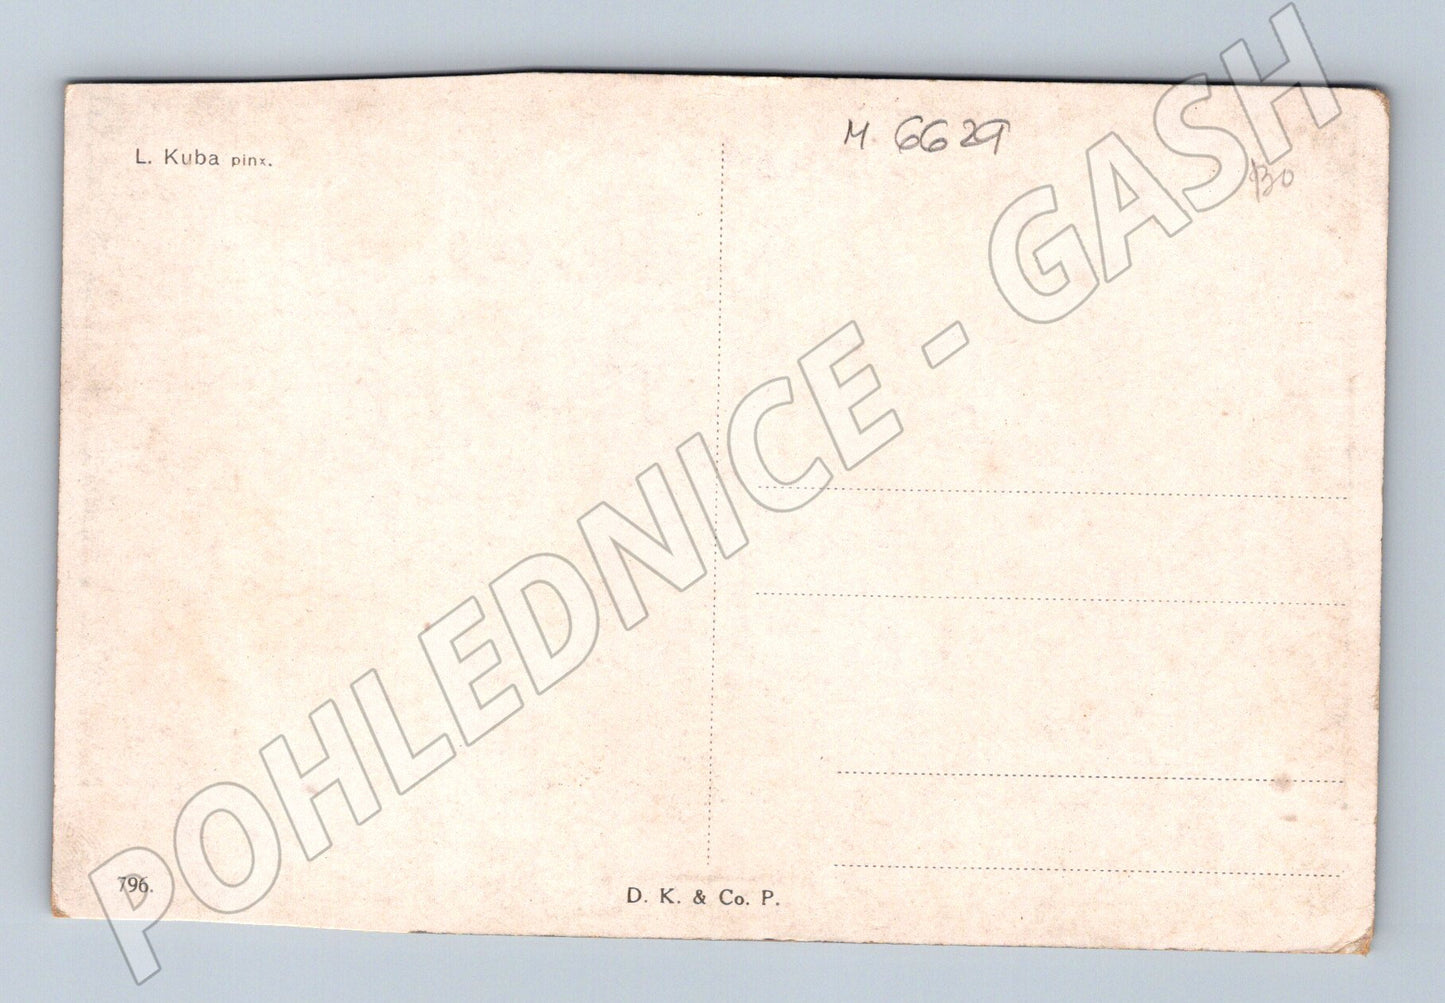 L. Kuba pinx.
M. 6629
130
POHLEDNICE - GASH
796.
D. K. & Co. P.